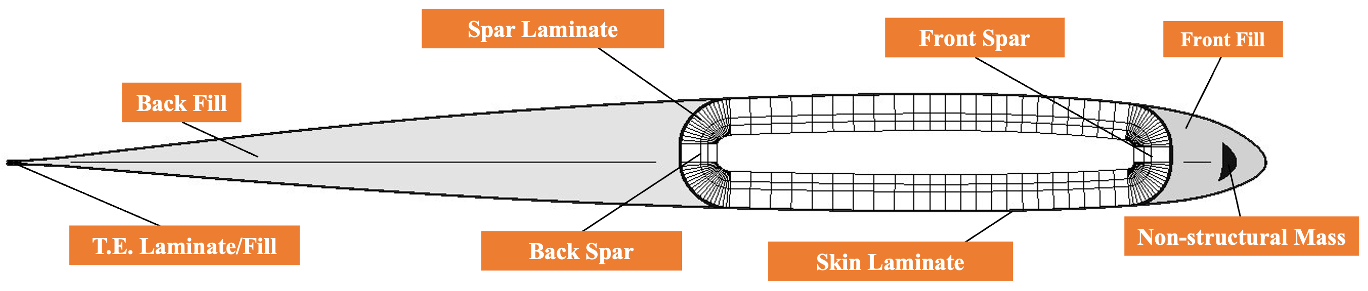 Spar Laminate
Front Spar
Front Fill
Back Fill
T.E. Laminate/Fill
Back Spar
Skin Laminate
Non-structural Mass